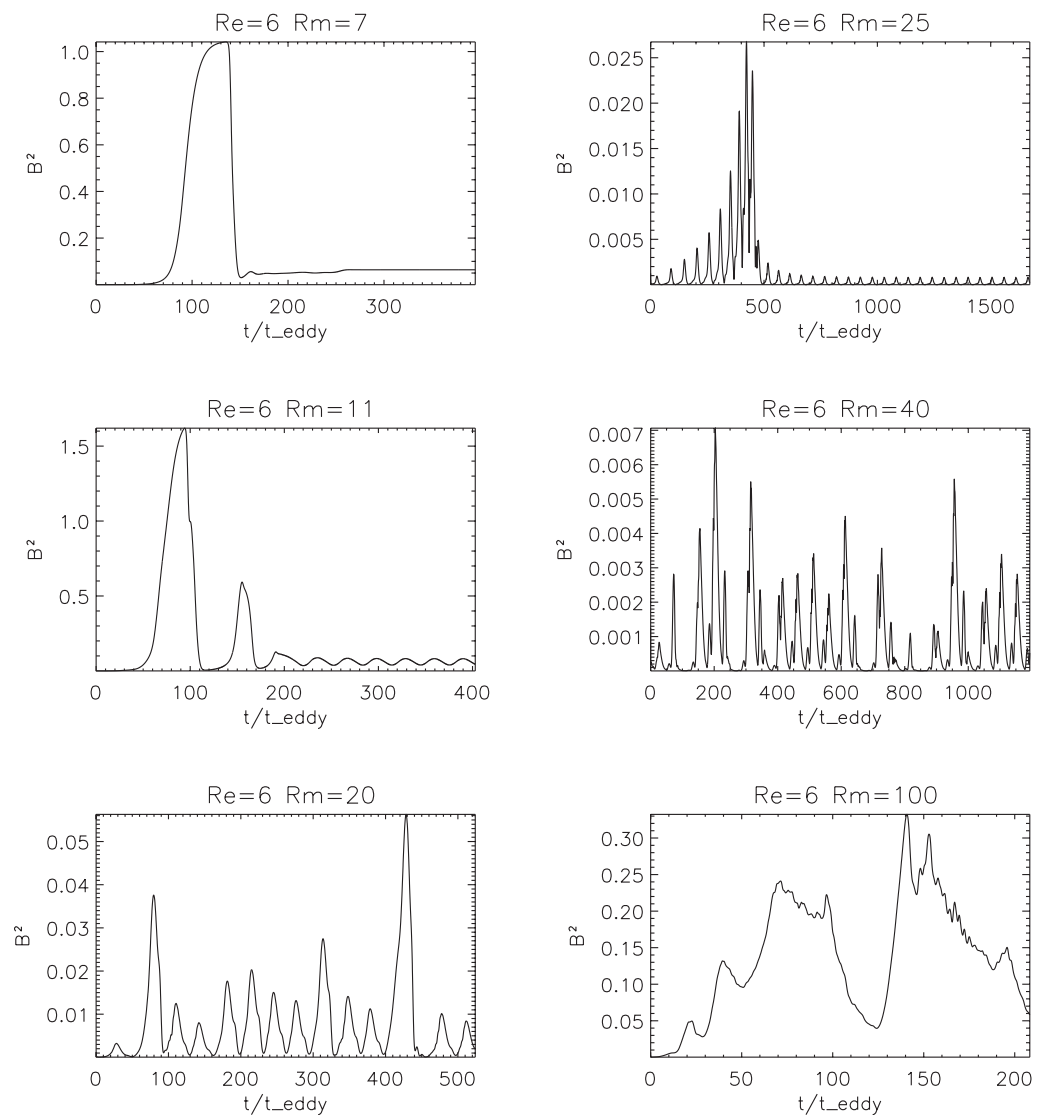 Re=6 Rm=7
1.0
0.8
0.6
0.4
0.2
B²
0 100 200 300
t/t_eddy
Re=6 Rm=25
0.025
0.020
0.015
0.010
0.005
B²
0 500 1000 1500
t/t_eddy
Re=6 Rm=11
1.5
1.0
0.5
B²
0 100 200 300 400
t/t_eddy
Re=6 Rm=40
0.007
0.006
0.005
0.004
0.003
0.002
0.001
B²
0 200 400 600 800 1000
t/t_eddy
Re=6 Rm=20
0.05
0.04
0.03
0.02
0.01
B²
0 100 200 300 400 500
t/t_eddy
Re=6 Rm=100
0.30
0.25
0.20
0.15
0.10
0.05
B²
0 50 100 150 200
t/t_eddy